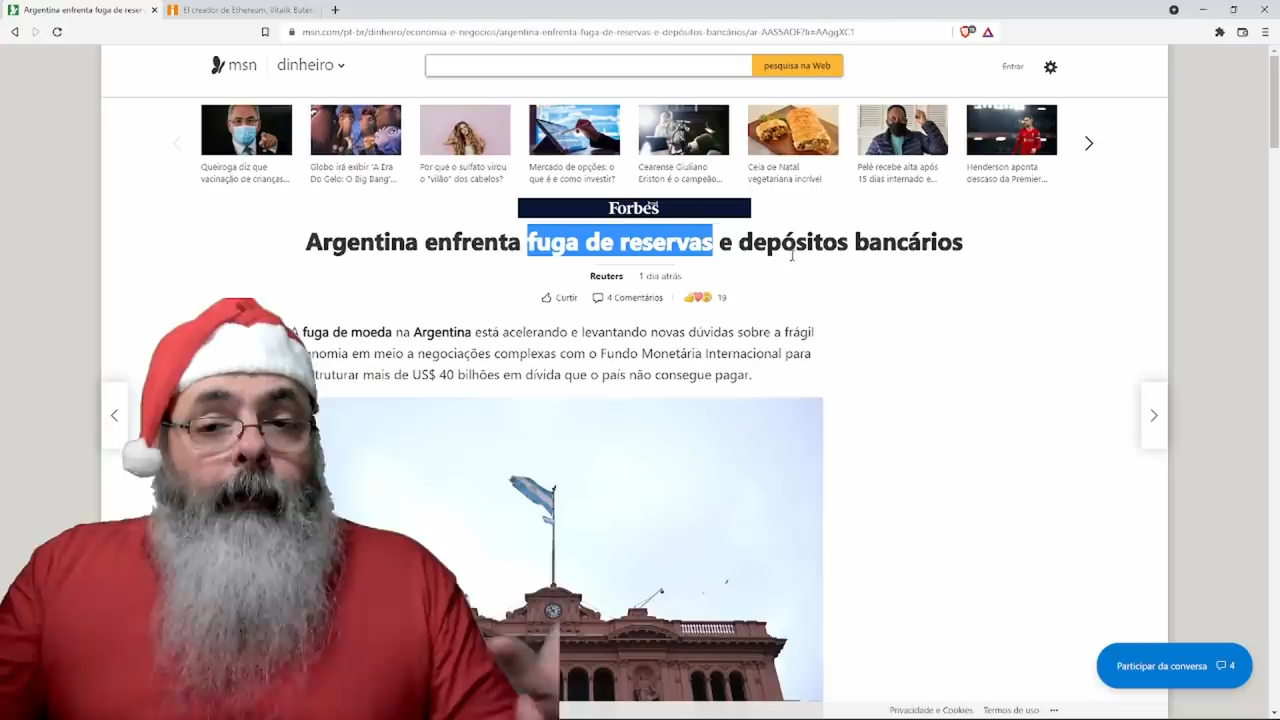 Argentina enfrenta fuga de reser
El creador de Ethereum, Vitalik Buter
msn.com/pt-br/dinheiro/economia-e-negocios/argentina-enfrenta-fuga-de-reservas-e-depósitos-bancários/ar-AAS5AOF?li=AAggXC1
msn
dinheiro
pesquisa na Web
Entrar
Queiroga diz que
vacinação de crianças...
Globo irá exibir 'A Era
Do Gelo: O Big Bang'...
Por que o sulfato virou
o "vilão" dos cabelos?
Mercado de opções: o
que é e como investir?
Cearense Giuliano
Eriston é o campeão...
Ceia de Natal
vegetariana incrível
Pelé recebe alta após
15 dias internado e...
Henderson aponta
descaso da Premier...
Forbes
Argentina enfrenta fuga de reservas e depósitos bancários
Reuters 1 dia atrás
Curtir 4 Comentários 19
A fuga de moeda na Argentina está acelerando e levantando novas dúvidas sobre a frágil
onomia em meio a negociações complexas com o Fundo Monetária Internacional para
truturar mais de US$ 40 bilhões em dívida que o país não consegue pagar.
Participar da conversa 4
Privacidade e Cookies Termos de uso